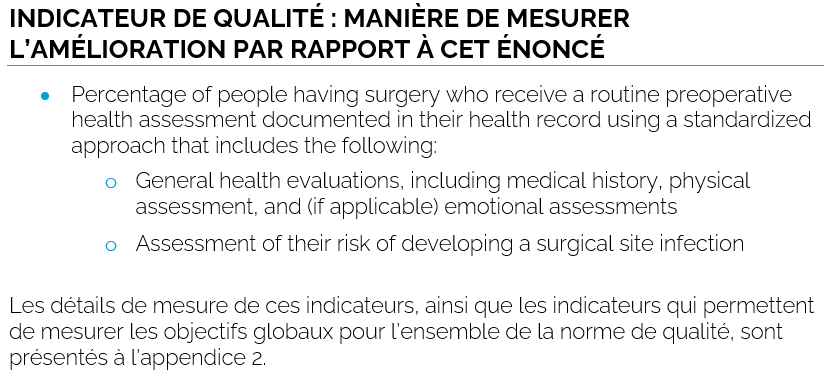 INDICATEUR DE QUALITÉ : MANIÈRE DE MESURER
L'AMÉLIORATION PAR RAPPORT À CET ÉNONCÉ
• Percentage of people having surgery who receive a routine preoperative
health assessment documented in their health record using a standardized
approach that includes the following:
o General health evaluations, including medical history, physical
assessment, and (if applicable) emotional assessments
o Assessment of their risk of developing a surgical site infection
Les détails de mesure de ces indicateurs, ainsi que les indicateurs qui permettent
de mesurer les objectifs globaux pour l'ensemble de la norme de qualité, sont
présentés à l'appendice 2.